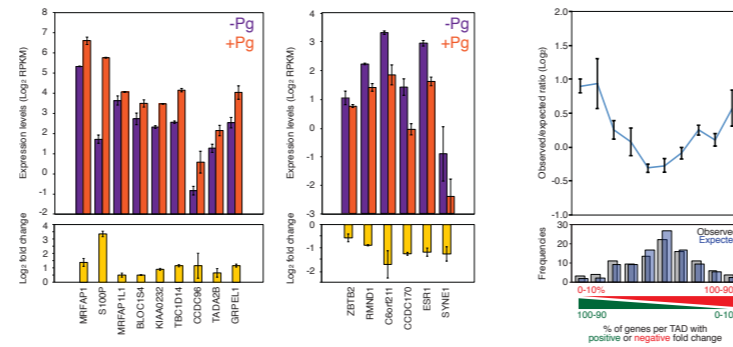 Expression levels (Log₂ RPKM)
8
7
6
5
4
3
2
1
0
-1
-2
-Pg
+Pg
Log₂ fold change
4
3
2
1
0
MRFAP1
S100P
MRFAP1L1
BLOC1S4
KIAA0232
TBC1D14
CCDC96
TADA2B
GRPEL1
Expression levels (Log₂ RPKM)
4
3
2
1
0
-1
-2
-3
-Pg
+Pg
0
-1
-2
ZBTB2
RMND1
C6orf211
CCDC170
ESR1
SYNE1
Observed/expected ratio (Log₂)
2.0
1.5
1.0
0.5
0.0
-0.5
-1.0
Frequencies
30
20
10
0
Observed
Expecte
0-10%
100-90
100-90
0-10
% of genes per TAD with
positive or negative fold change